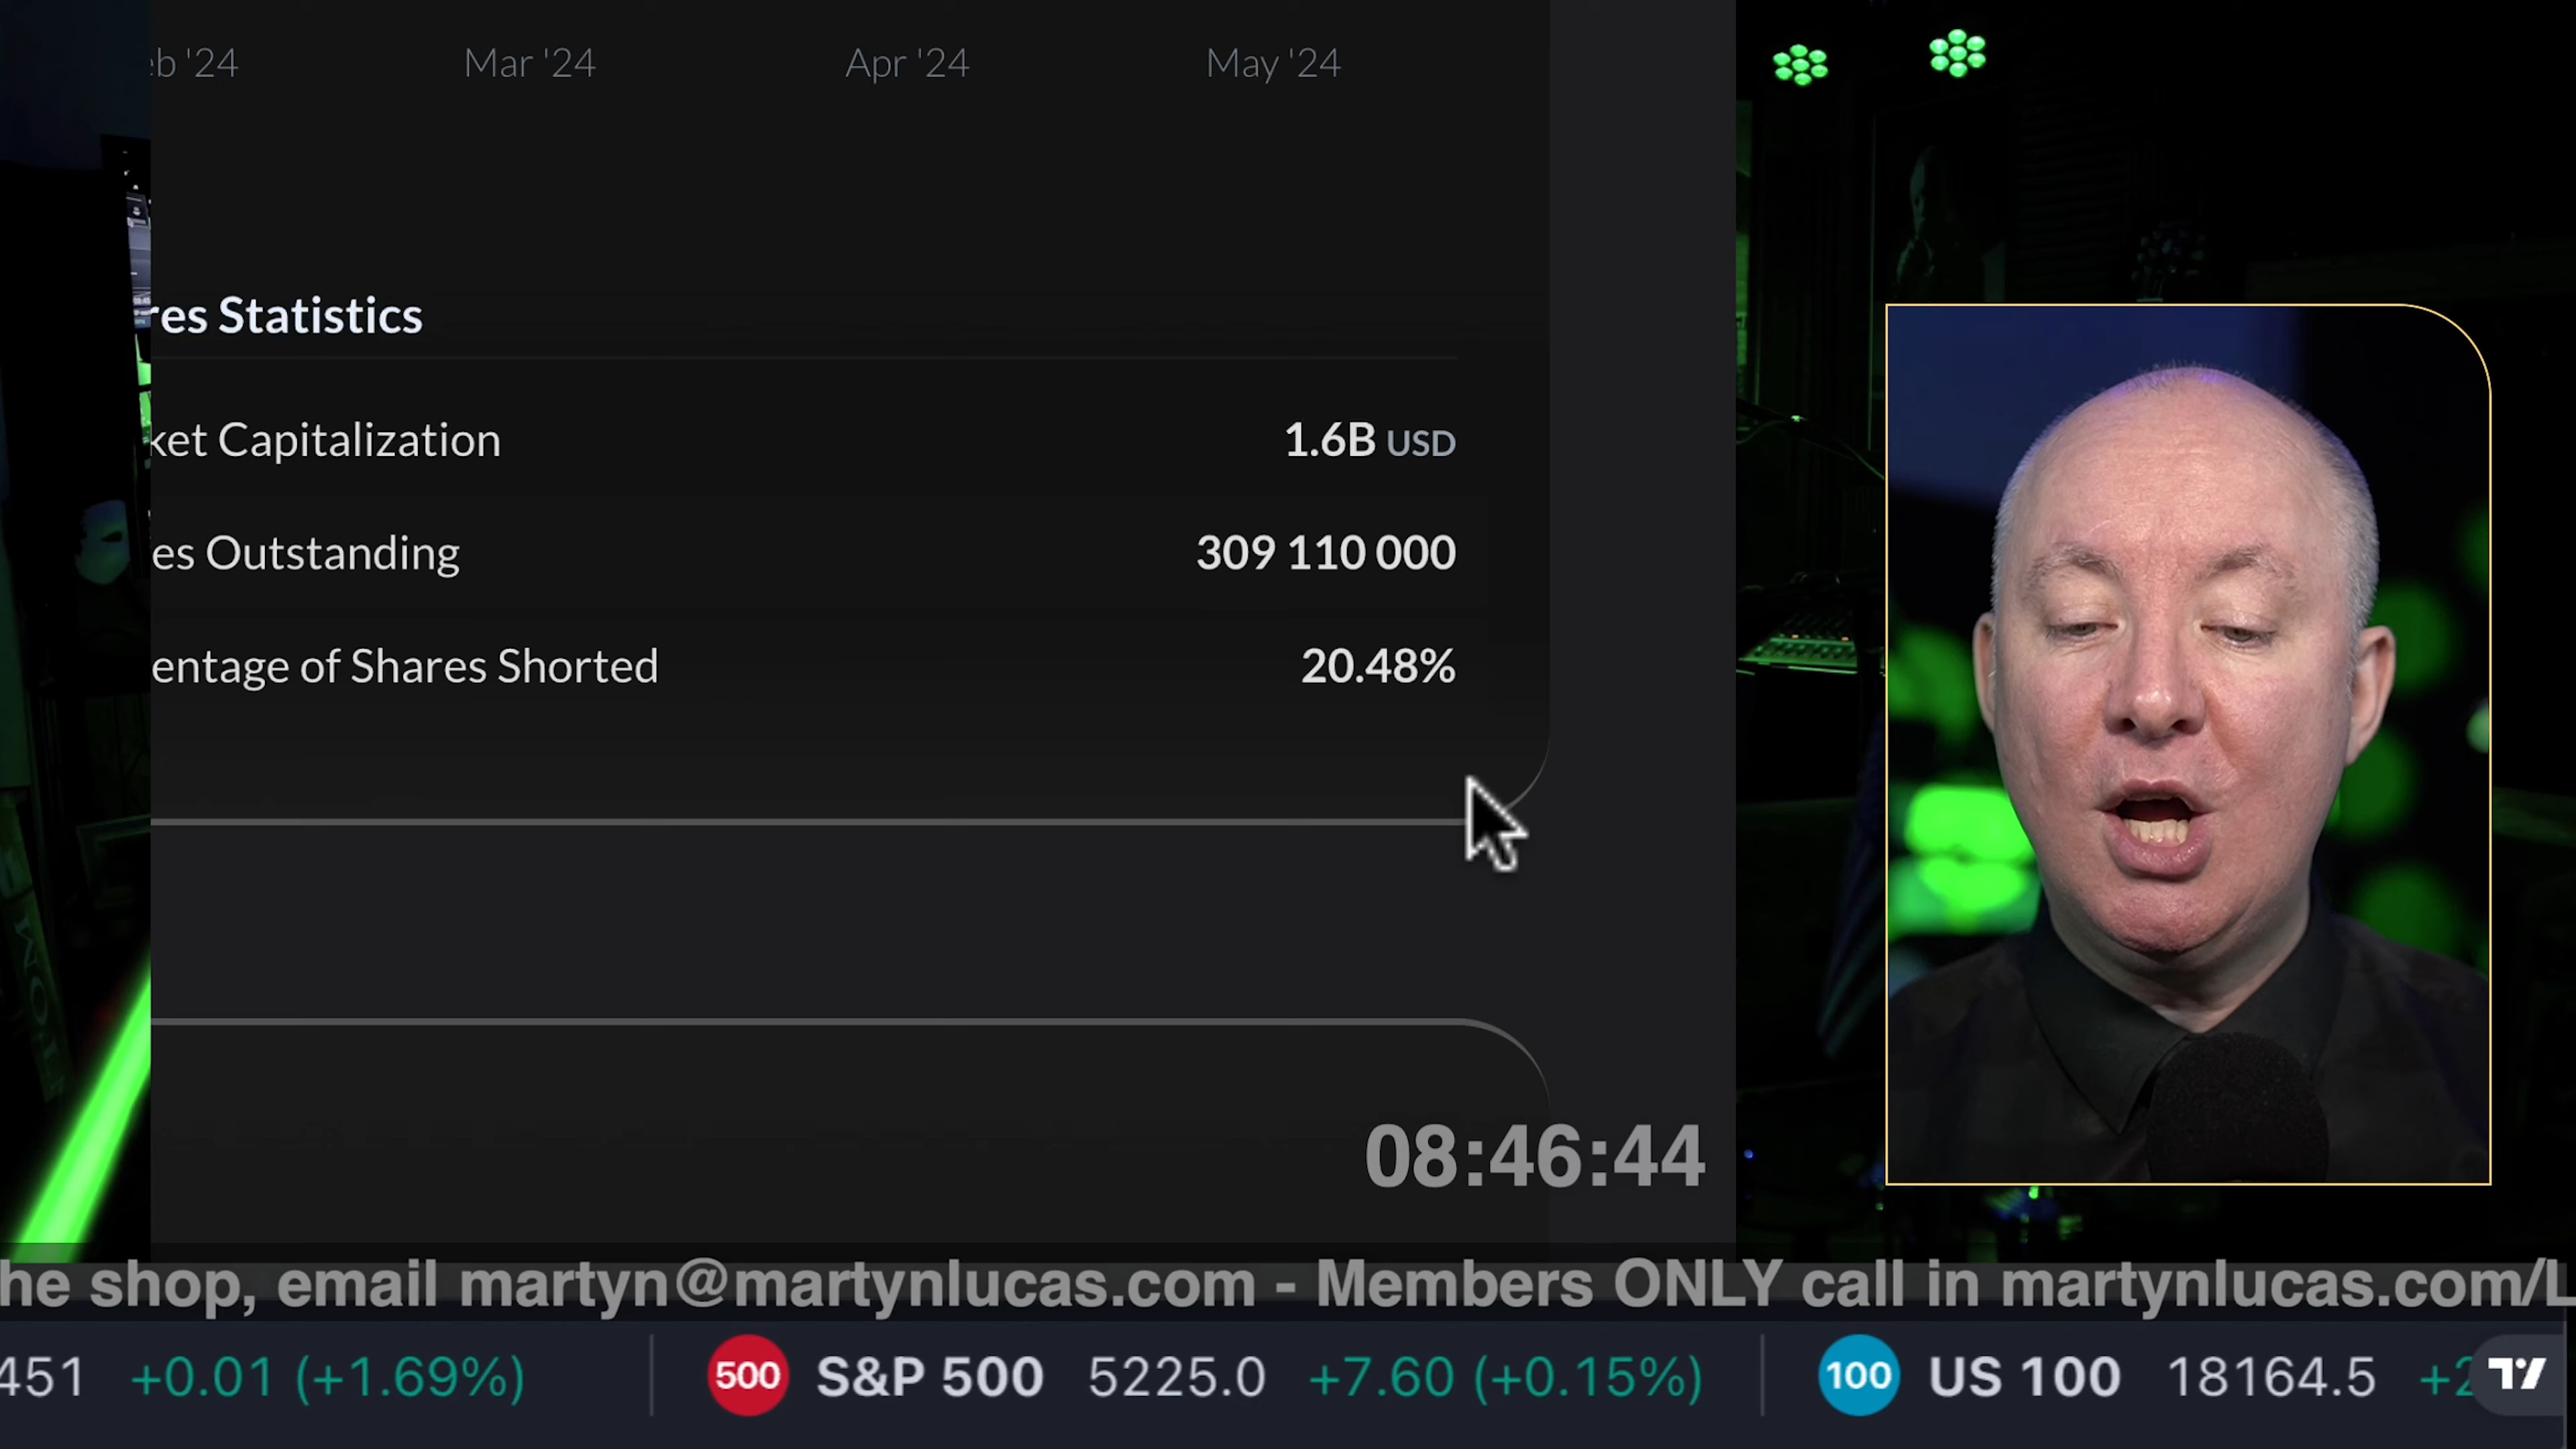 eb '24 Mar '24 Apr '24 May '24
res Statistics
ket Capitalization 1.6B USD
es Outstanding 309 110 000
entage of Shares Shorted 20.48%
08:46:44
he shop, email martyn@martynlucas.com - Members ONLY call in martynlucas.com/L
451 +0.01 (+1.69%) 500 S&P 500 5225.0 +7.60 (+0.15%) 100 US 100 18164.5 +2